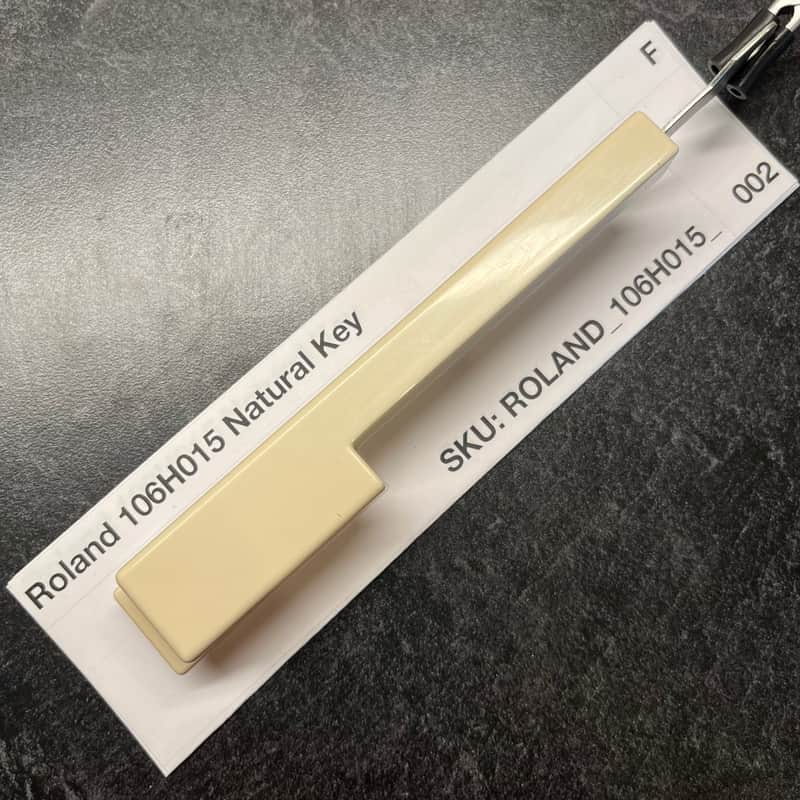 Roland 106H015 Natural Key
F
SKU: ROLAND_106H015_
002